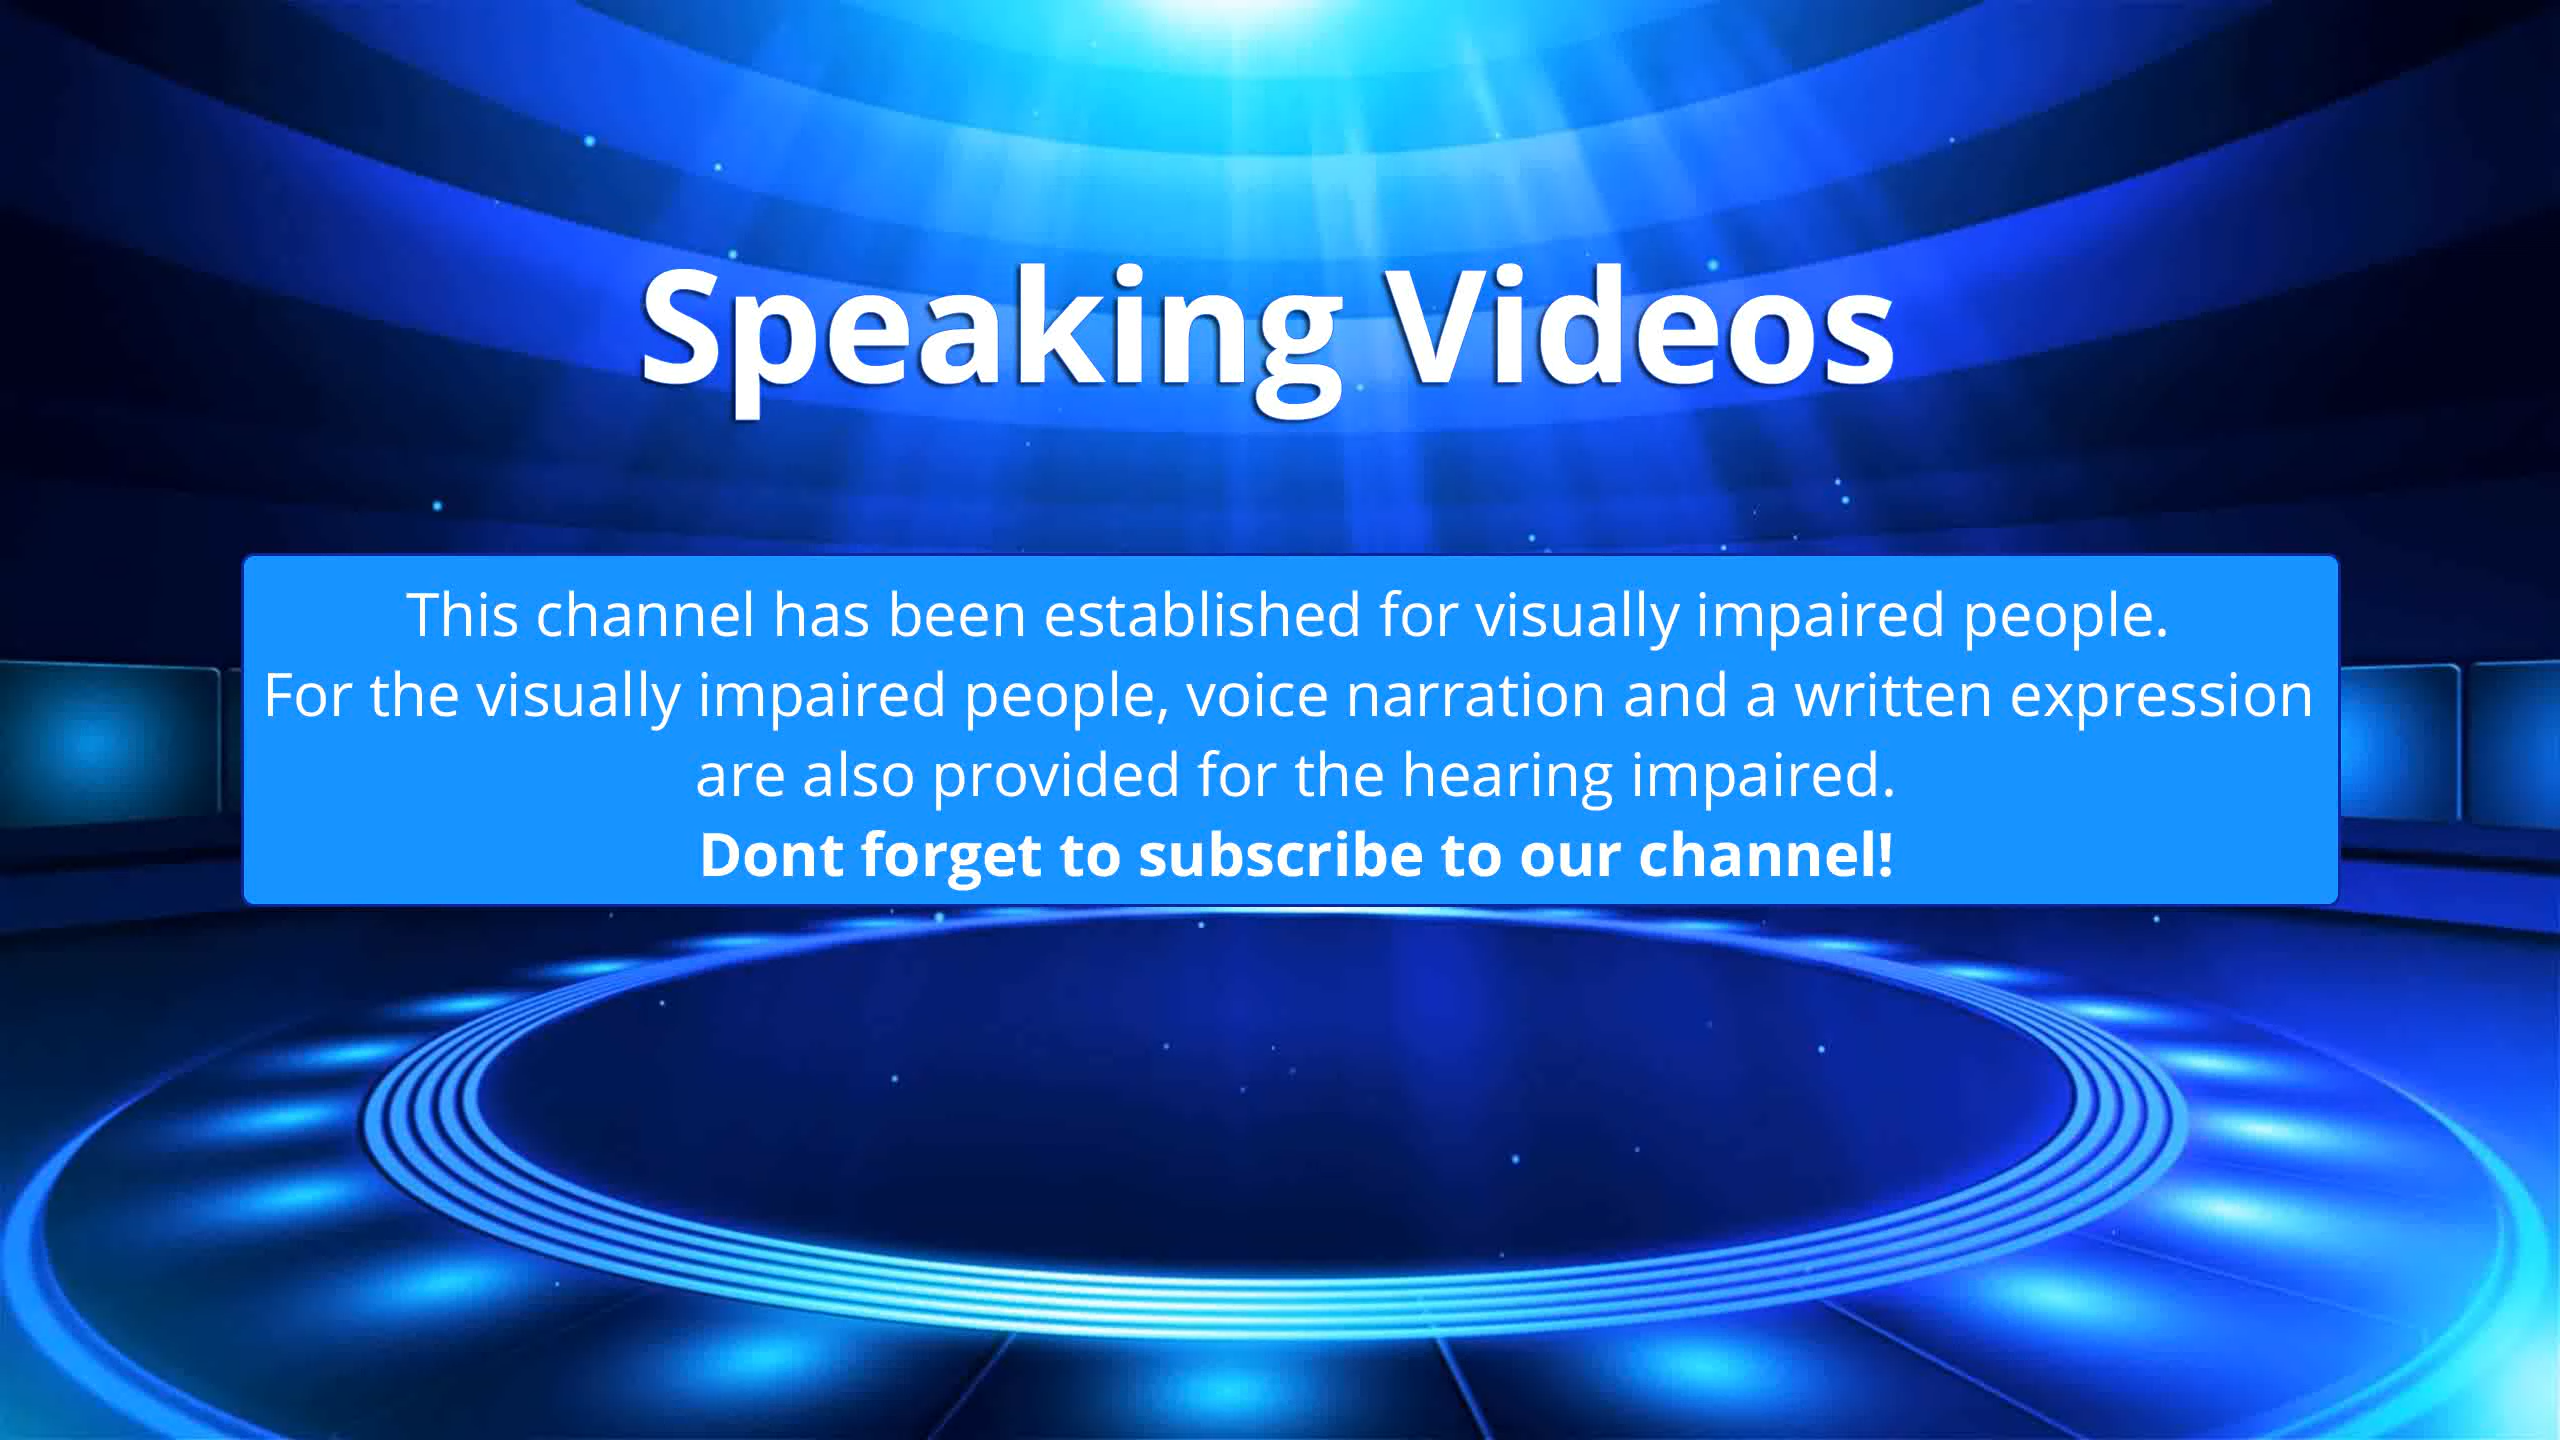 Speaking Videos
This channel has been established for visually impaired people.
For the visually impaired people, voice narration and a written expression
are also provided for the hearing impaired.
Dont forget to subscribe to our channel!